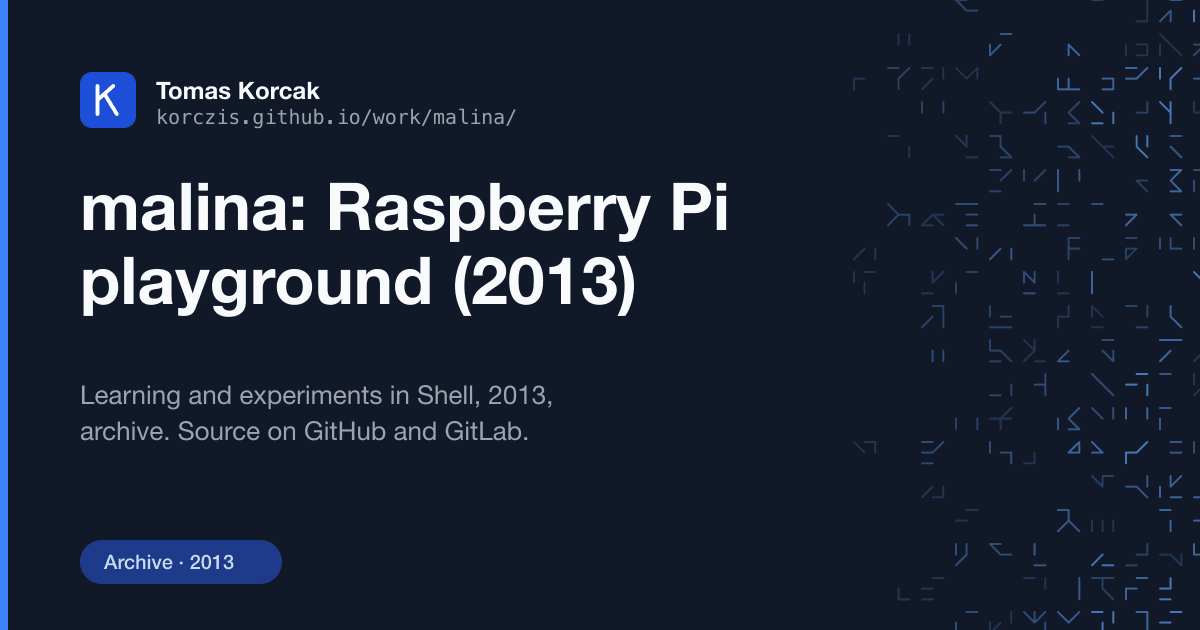 K
Tomas Korcak
korczis.github.io/work/malina/
malina: Raspberry Pi
playground (2013)
Learning and experiments in Shell, 2013,
archive. Source on GitHub and GitLab.
Archive · 2013